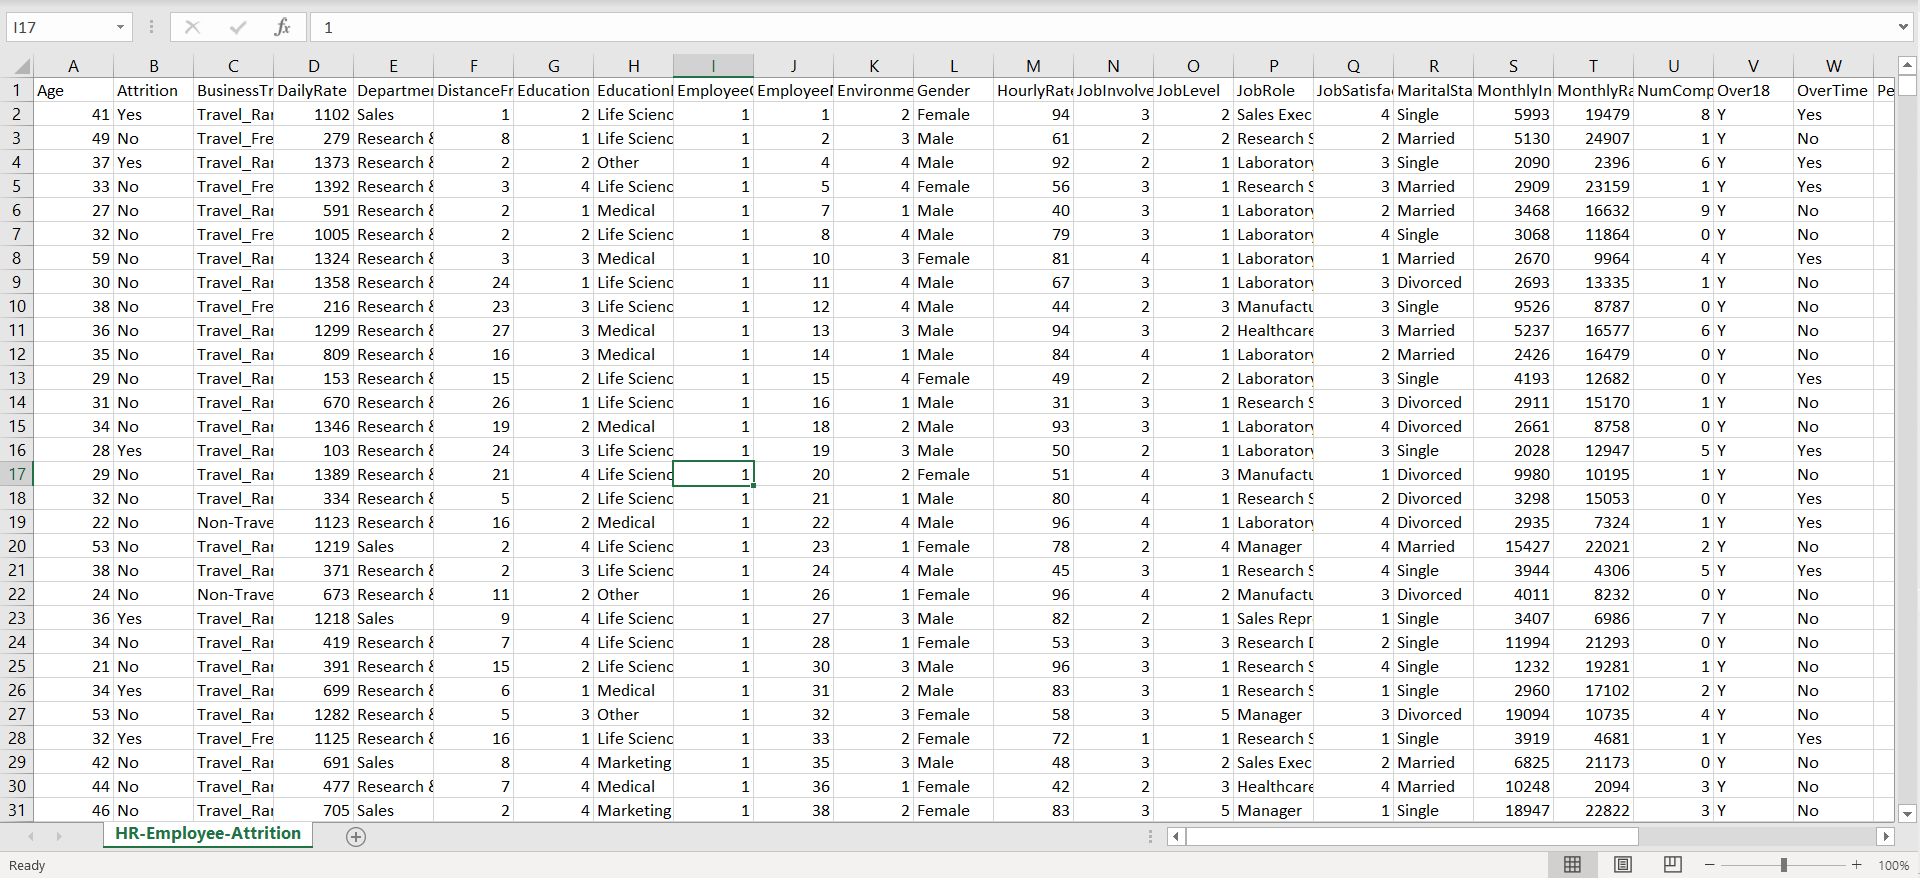 I17 fx 1
A B C D E F G H I J K L M N O P Q R S T U V W
1 Age Attrition BusinessTr DailyRate Departmen DistanceFr Education EducationI EmployeeC EmployeeN Environme Gender HourlyRate JobInvolve JobLevel JobRole JobSatisfac MaritalSta MonthlyIn MonthlyRa NumComp Over18 OverTime Pe
2 41 Yes Travel_Rar 1102 Sales 1 2 Life Scienc 1 1 2 Female 94 3 2 Sales Exec 4 Single 5993 19479 8 Y Yes
3 49 No Travel_Fre 279 Research & 8 1 Life Scienc 1 2 3 Male 61 2 2 Research S 2 Married 5130 24907 1 Y No
4 37 Yes Travel_Rar 1373 Research & 2 2 Other 1 4 4 Male 92 2 1 Laboratory 3 Single 2090 2396 6 Y Yes
5 33 No Travel_Fre 1392 Research & 3 4 Life Scienc 1 5 4 Female 56 3 1 Research S 3 Married 2909 23159 1 Y Yes
6 27 No Travel_Rar 591 Research & 2 1 Medical 1 7 1 Male 40 3 1 Laboratory 2 Married 3468 16632 9 Y No
7 32 No Travel_Fre 1005 Research & 2 2 Life Scienc 1 8 4 Male 79 3 1 Laboratory 4 Single 3068 11864 0 Y No
8 59 No Travel_Rar 1324 Research & 3 3 Medical 1 10 3 Female 81 4 1 Laboratory 1 Married 2670 9964 4 Y Yes
9 30 No Travel_Rar 1358 Research & 24 1 Life Scienc 1 11 4 Male 67 3 1 Laboratory 3 Divorced 2693 13335 1 Y No
10 38 No Travel_Fre 216 Research & 23 3 Life Scienc 1 12 4 Male 44 2 3 Manufactu 3 Single 9526 8787 0 Y No
11 36 No Travel_Rar 1299 Research & 27 3 Medical 1 13 3 Male 94 3 2 Healthcare 3 Married 5237 16577 6 Y No
12 35 No Travel_Rar 809 Research & 16 3 Medical 1 14 1 Male 84 4 1 Laboratory 2 Married 2426 16479 0 Y No
13 29 No Travel_Rar 153 Research & 15 2 Life Scienc 1 15 4 Female 49 2 2 Laboratory 3 Single 4193 12682 0 Y Yes
14 31 No Travel_Rar 670 Research & 26 1 Life Scienc 1 16 1 Male 31 3 1 Research S 3 Divorced 2911 15170 1 Y No
15 34 No Travel_Rar 1346 Research & 19 2 Medical 1 18 2 Male 93 3 1 Laboratory 4 Divorced 2661 8758 0 Y No
16 28 Yes Travel_Rar 103 Research & 24 3 Life Scienc 1 19 3 Male 50 2 1 Laboratory 3 Single 2028 12947 5 Y Yes
17 29 No Travel_Rar 1389 Research & 21 4 Life Scienc 1 20 2 Female 51 4 3 Manufactu 1 Divorced 9980 10195 1 Y No
18 32 No Travel_Rar 334 Research & 5 2 Life Scienc 1 21 1 Male 80 4 1 Research S 2 Divorced 3298 15053 0 Y Yes
19 22 No Non-Trave 1123 Research & 16 2 Medical 1 22 4 Male 96 4 1 Laboratory 4 Divorced 2935 7324 1 Y Yes
20 53 No Travel_Rar 1219 Sales 2 4 Life Scienc 1 23 1 Female 78 2 4 Manager 4 Married 15427 22021 2 Y No
21 38 No Travel_Rar 371 Research & 2 3 Life Scienc 1 24 4 Male 45 3 1 Research S 4 Single 3944 4306 5 Y Yes
22 24 No Non-Trave 673 Research & 11 2 Other 1 26 1 Female 96 4 2 Manufactu 3 Divorced 4011 8232 0 Y No
23 36 Yes Travel_Rar 1218 Sales 9 4 Life Scienc 1 27 3 Male 82 2 1 Sales Repr 1 Single 3407 6986 7 Y No
24 34 No Travel_Rar 419 Research & 7 4 Life Scienc 1 28 1 Female 53 3 3 Research D 2 Single 11994 21293 0 Y No
25 21 No Travel_Rar 391 Research & 15 2 Life Scienc 1 30 3 Male 96 3 1 Research S 4 Single 1232 19281 1 Y No
26 34 Yes Travel_Rar 699 Research & 6 1 Medical 1 31 2 Male 83 3 1 Research S 1 Single 2960 17102 2 Y No
27 53 No Travel_Rar 1282 Research & 5 3 Other 1 32 3 Female 58 3 5 Manager 3 Divorced 19094 10735 4 Y No
28 32 Yes Travel_Fre 1125 Research & 16 1 Life Scienc 1 33 2 Female 72 1 1 Research S 1 Single 3919 4681 1 Y Yes
29 42 No Travel_Rar 691 Sales 8 4 Marketing 1 35 3 Male 48 3 2 Sales Exec 2 Married 6825 21173 0 Y No
30 44 No Travel_Rar 477 Research & 7 4 Medical 1 36 1 Female 42 2 3 Healthcare 4 Married 10248 2094 3 Y No
31 46 No Travel_Rar 705 Sales 2 4 Marketing 1 38 2 Female 83 3 5 Manager 1 Single 18947 22822 3 Y No
HR-Employee-Attrition
Ready 100%